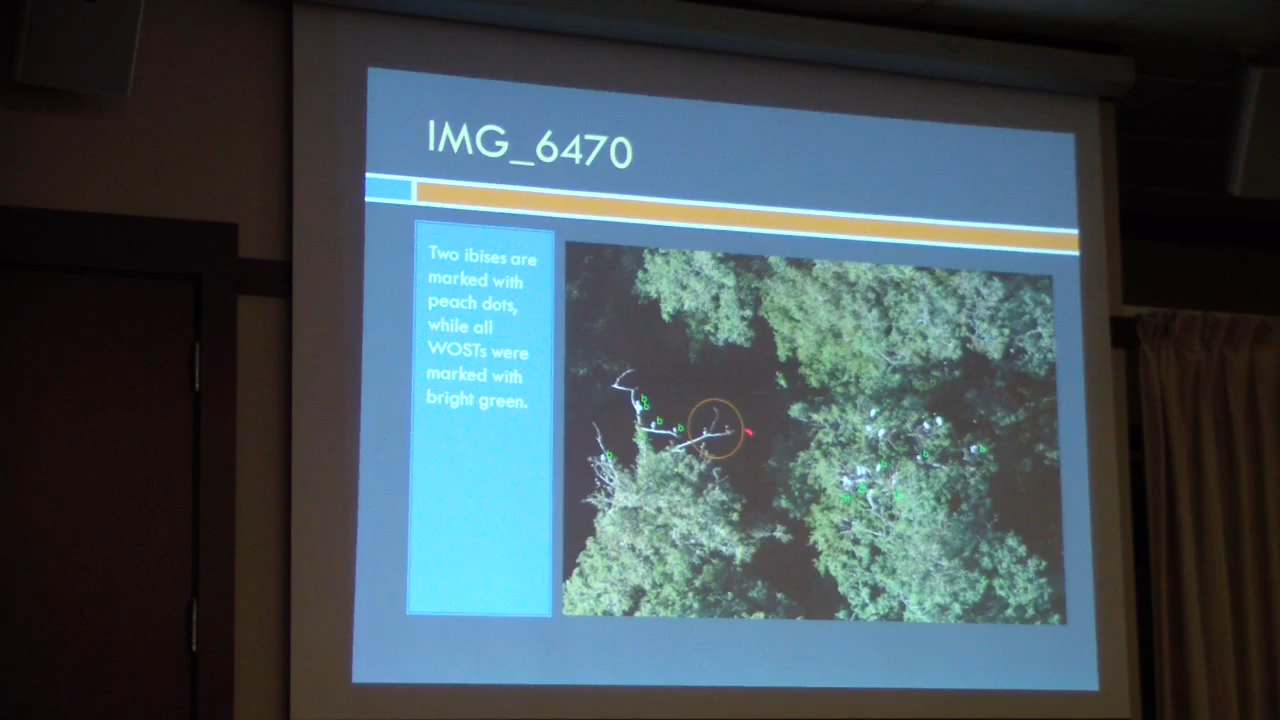 IMG_6470
Two ibises are
marked with
peach dots,
while all
WOSTs were
marked with
bright green.
b
b
b
b
b
b
b
b